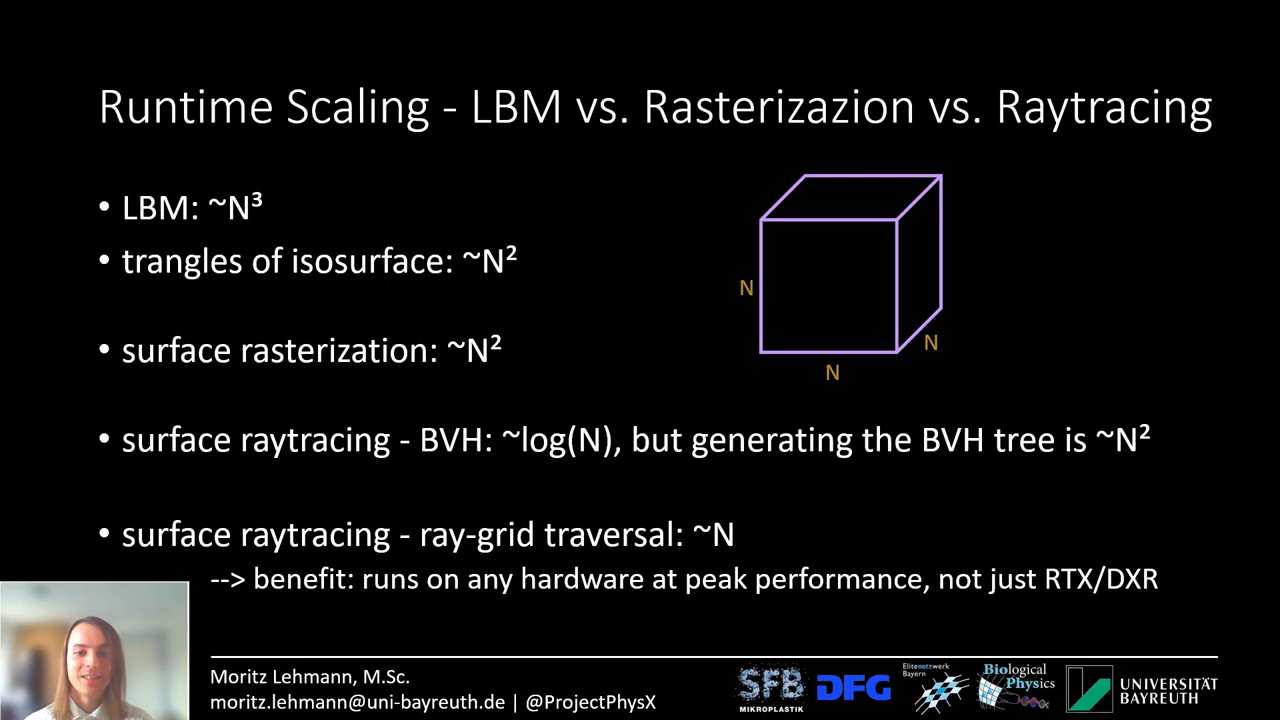 Runtime Scaling - LBM vs. Rasterizazion vs. Raytracing
• LBM: ~N³
• trangles of isosurface: ~N²
N
N
N
• surface rasterization: ~N²
• surface raytracing - BVH: ~log(N), but generating the BVH tree is ~N²
• surface raytracing - ray-grid traversal: ~N
--> benefit: runs on any hardware at peak performance, not just RTX/DXR
Moritz Lehmann, M.Sc.
moritz.lehmann@uni-bayreuth.de | @ProjectPhysX
SFB
MIKROPLASTIK
DFG
Elitenetzwerk
Bayern
Biological
Physics
UNIVERSITÄT
BAYREUTH